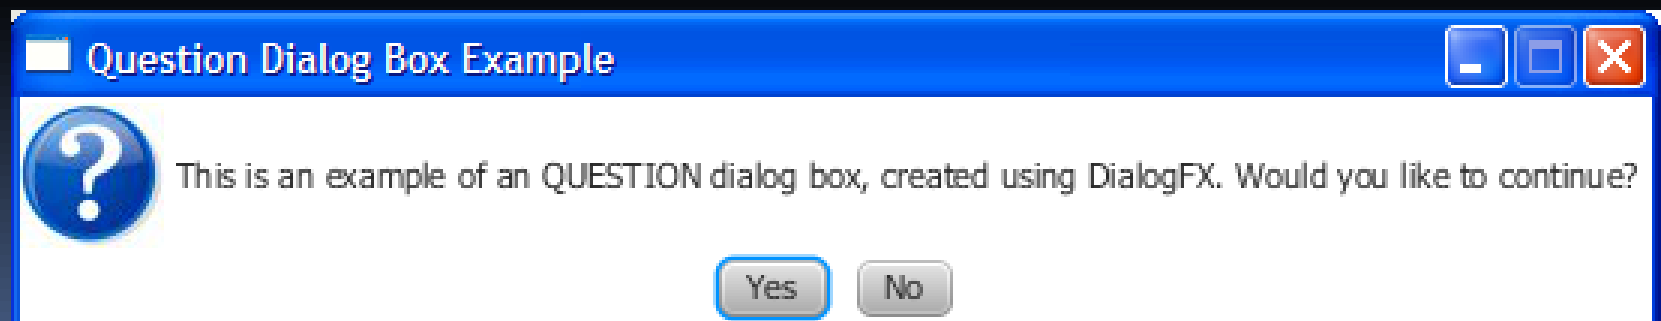 Question Dialog Box Example
This is an example of an QUESTION dialog box, created using DialogFX. Would you like to continue?
Yes No